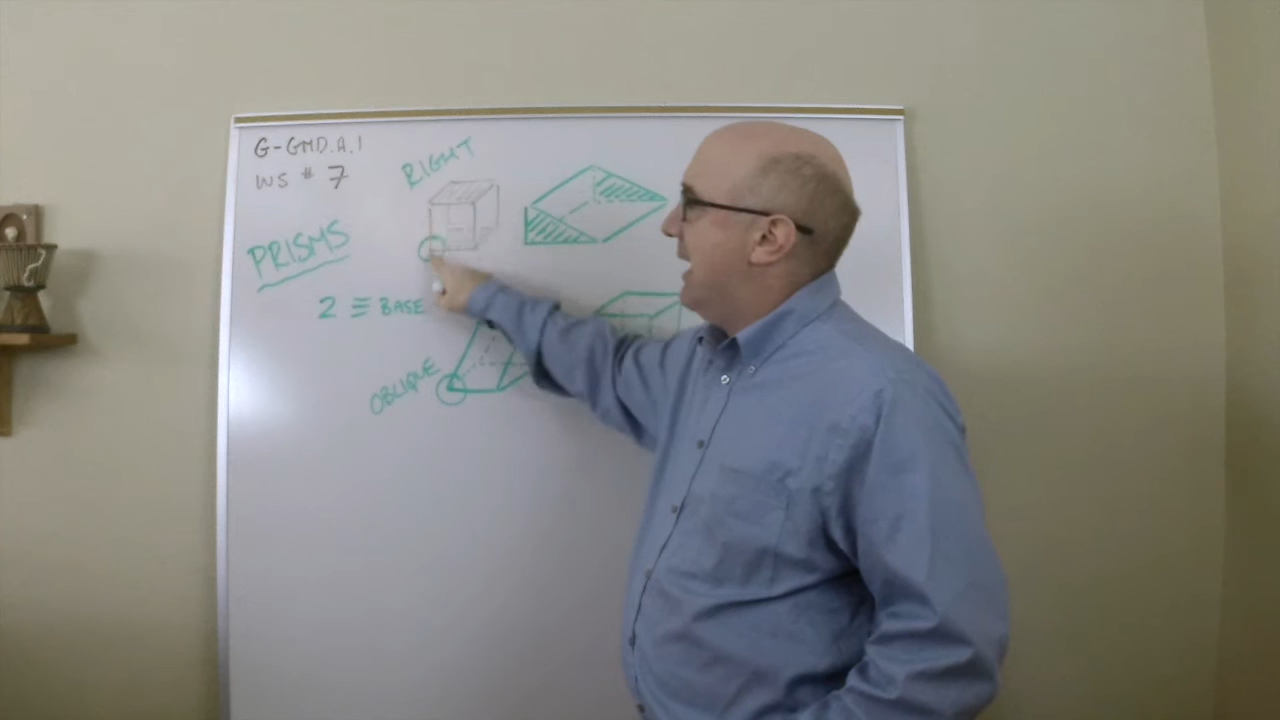 G-GMD.A.1
WS # 7
RIGHT
PRISMS
2 ≡ BASE
OBLIQUE